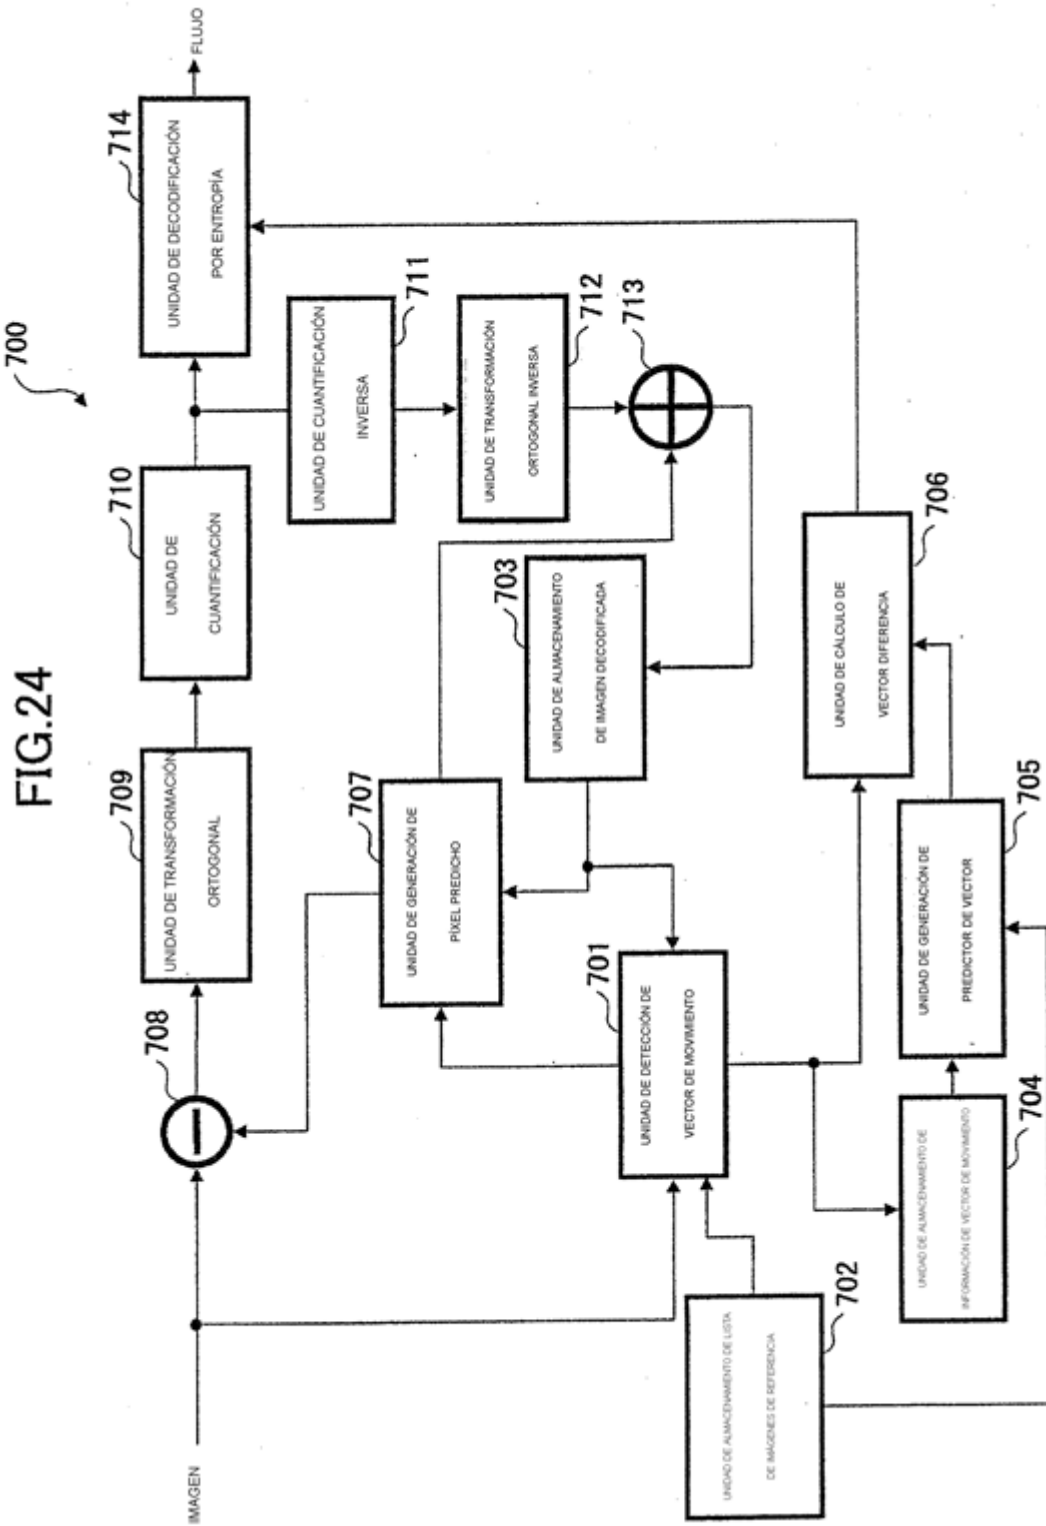 FIG.24
700
IMAGEN
708
709
UNIDAD DE TRANSFORMACIÓN
ORTOGONAL
710
UNIDAD DE
CUANTIFICACIÓN
714
UNIDAD DE DECODIFICACIÓN
POR ENTROPÍA
FLUJO
711
UNIDAD DE CUANTIFICACIÓN
INVERSA
712
UNIDAD DE TRANSFORMACIÓN
ORTOGONAL INVERSA
713
707
UNIDAD DE GENERACIÓN DE
PÍXEL PREDICHO
703
UNIDAD DE ALMACENAMIENTO
DE IMAGEN DECODIFICADA
701
UNIDAD DE DETECCIÓN DE
VECTOR DE MOVIMIENTO
702
UNIDAD DE ALMACENAMIENTO DE LISTA
DE IMÁGENES DE REFERENCIA
706
UNIDAD DE CÁLCULO DE
VECTOR DIFERENCIA
705
UNIDAD DE GENERACIÓN DE
PREDICTOR DE VECTOR
704
UNIDAD DE ALMACENAMIENTO DE
INFORMACIÓN DE VECTOR DE MOVIMIENTO